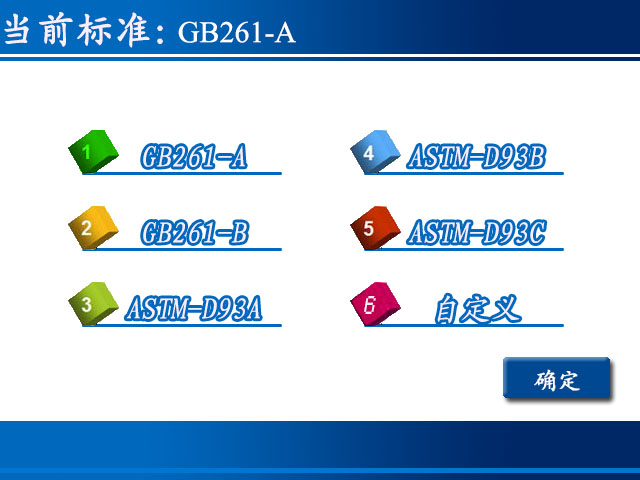 当前标准: GB261-A
1 GB261-A
2 GB261-B
3 ASTM-D93A
4 ASTM-D93B
5 ASTM-D93C
6 自定义
确定